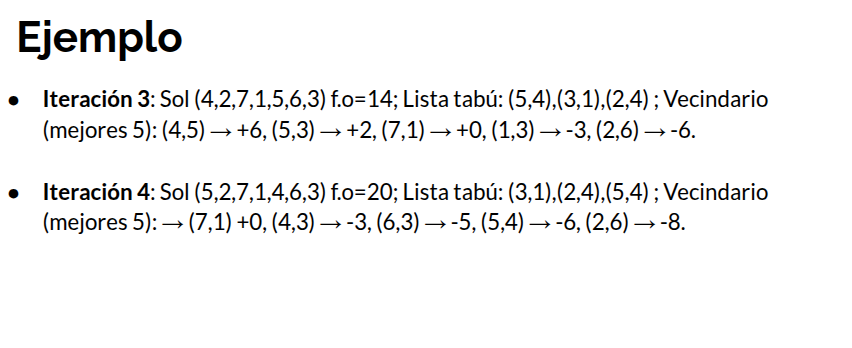 Ejemplo
● Iteración 3: Sol (4,2,7,1,5,6,3) f.o=14; Lista tabú: (5,4),(3,1),(2,4) ; Vecindario
(mejores 5): (4,5) → +6, (5,3) → +2, (7,1) → +0, (1,3) → -3, (2,6) → -6.
● Iteración 4: Sol (5,2,7,1,4,6,3) f.o=20; Lista tabú: (3,1),(2,4),(5,4) ; Vecindario
(mejores 5): → (7,1) +0, (4,3) → -3, (6,3) → -5, (5,4) → -6, (2,6) → -8.